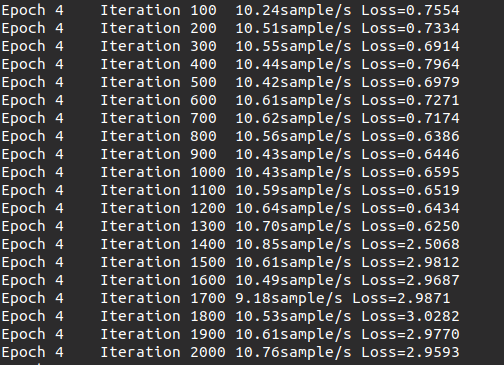 Epoch 4    Iteration 100  10.24sample/s Loss=0.7554
Epoch 4    Iteration 200  10.51sample/s Loss=0.7334
Epoch 4    Iteration 300  10.55sample/s Loss=0.6914
Epoch 4    Iteration 400  10.44sample/s Loss=0.7964
Epoch 4    Iteration 500  10.42sample/s Loss=0.6979
Epoch 4    Iteration 600  10.61sample/s Loss=0.7271
Epoch 4    Iteration 700  10.62sample/s Loss=0.7174
Epoch 4    Iteration 800  10.56sample/s Loss=0.6386
Epoch 4    Iteration 900  10.43sample/s Loss=0.6446
Epoch 4    Iteration 1000 10.43sample/s Loss=0.6595
Epoch 4    Iteration 1100 10.59sample/s Loss=0.6519
Epoch 4    Iteration 1200 10.64sample/s Loss=0.6434
Epoch 4    Iteration 1300 10.70sample/s Loss=0.6250
Epoch 4    Iteration 1400 10.85sample/s Loss=2.5068
Epoch 4    Iteration 1500 10.61sample/s Loss=2.9812
Epoch 4    Iteration 1600 10.49sample/s Loss=2.9687
Epoch 4    Iteration 1700 9.18sample/s Loss=2.9871
Epoch 4    Iteration 1800 10.53sample/s Loss=3.0282
Epoch 4    Iteration 1900 10.61sample/s Loss=2.9770
Epoch 4    Iteration 2000 10.76sample/s Loss=2.9593